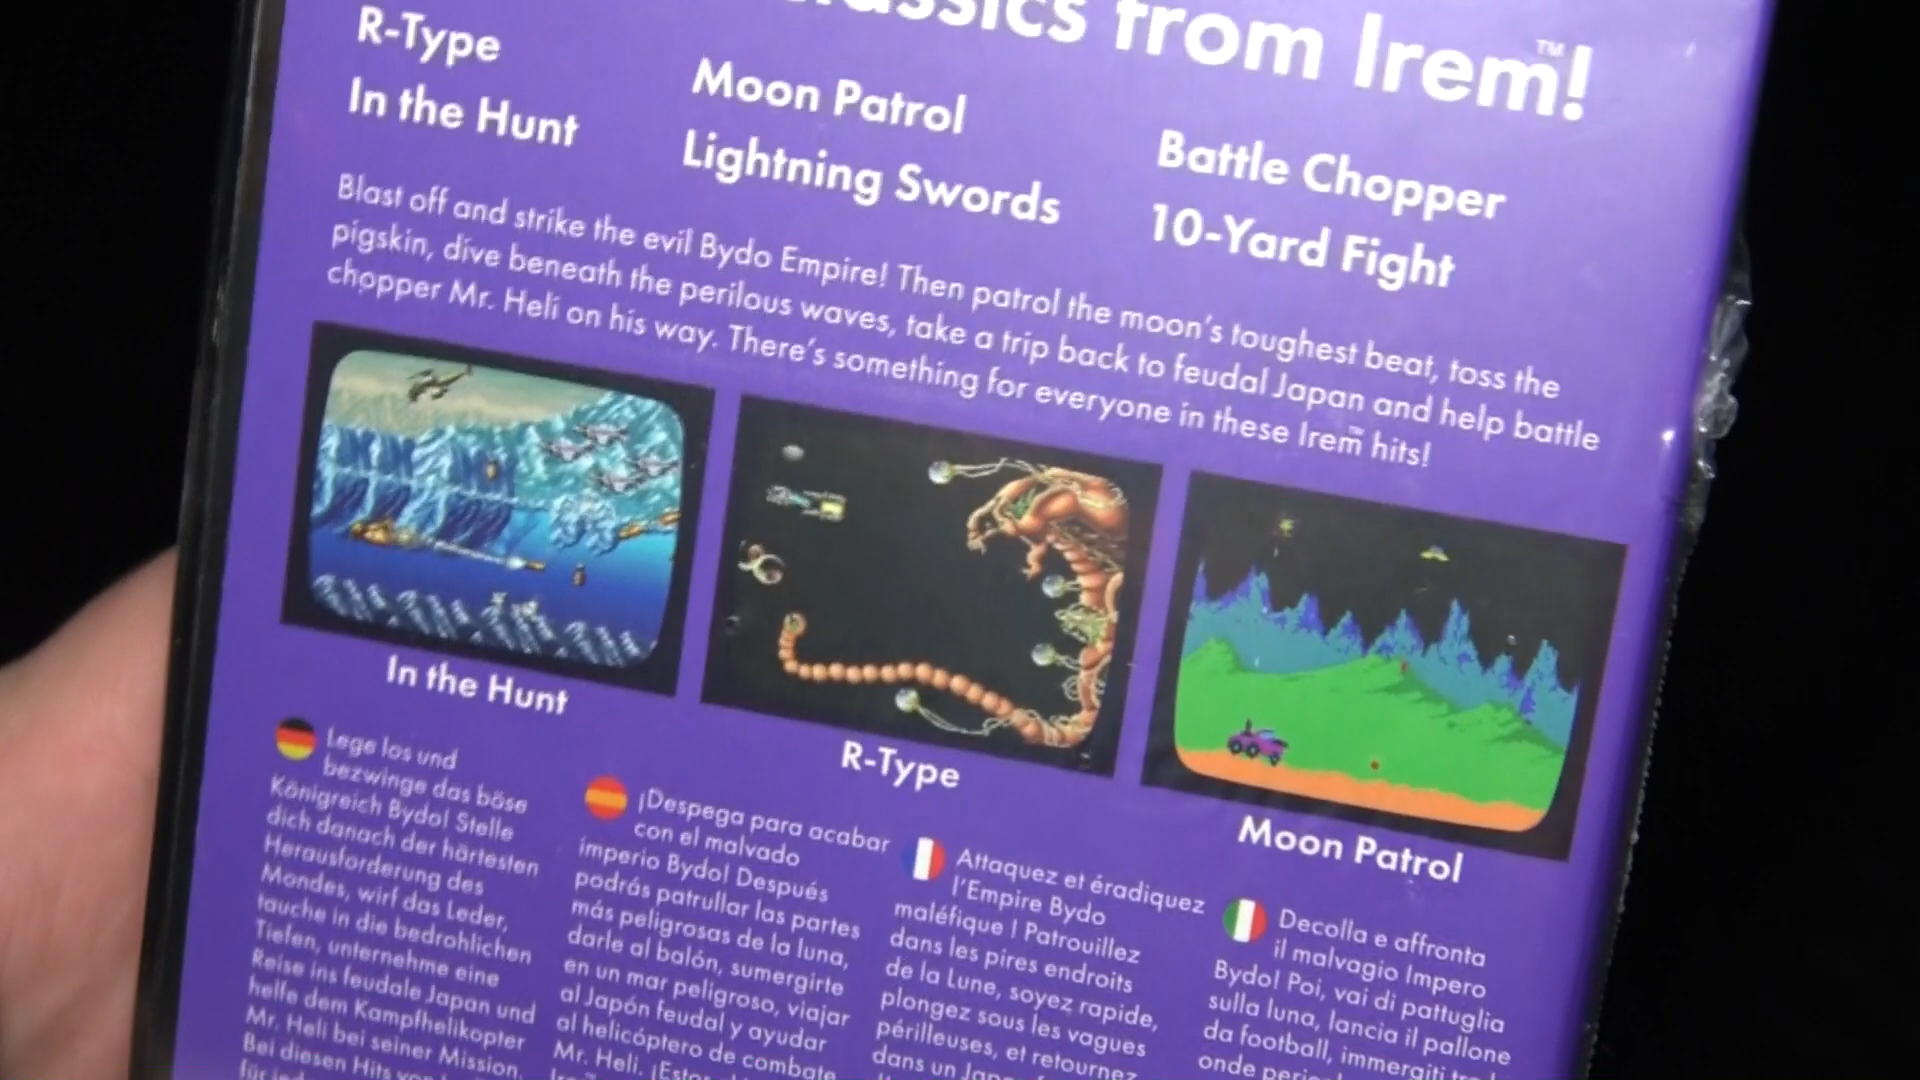 from Irem™!
R-Type
In the Hunt
Moon Patrol
Lightning Swords
Battle Chopper
10-Yard Fight
Blast off and strike the evil Bydo Empire! Then patrol the moon's toughest beat, toss the
pigskin, dive beneath the perilous waves, take a trip back to feudal Japan and help battle
chopper Mr. Heli on his way. There's something for everyone in these Irem™ hits!
In the Hunt
R-Type
Moon Patrol
Lege los und
bezwinge das böse
Königreich Bydo! Stelle
dich danach der härtesten
Herausforderung des
Mondes, wirf das Leder,
tauche in die bedrohlichen
Tiefen, unternehme eine
Reise ins feudale Japan und
helfe dem Kampfhelikopter
Mr. Heli bei seiner Mission.
Bei diesen Hits von
für
¡Despega para acabar
con el malvado
imperio Bydo! Después
podrás patrullar las partes
más peligrosas de la luna,
darle al balón, sumergirte
en un mar peligroso, viajar
al Japón feudal y ayudar
al helicóptero de combate
Mr. Heli.
Attaquez et éradiquez
l'Empire Bydo
maléfique ! Patrouillez
dans les pires endroits
de la Lune, soyez rapide,
plongez sous les vagues
périlleuses, et retournez
dans un
Decolla e affronta
il malvagio Impero
Bydo! Poi, vai di pattuglia
sulla luna, lancia il pallone
da football, immergiti
onde